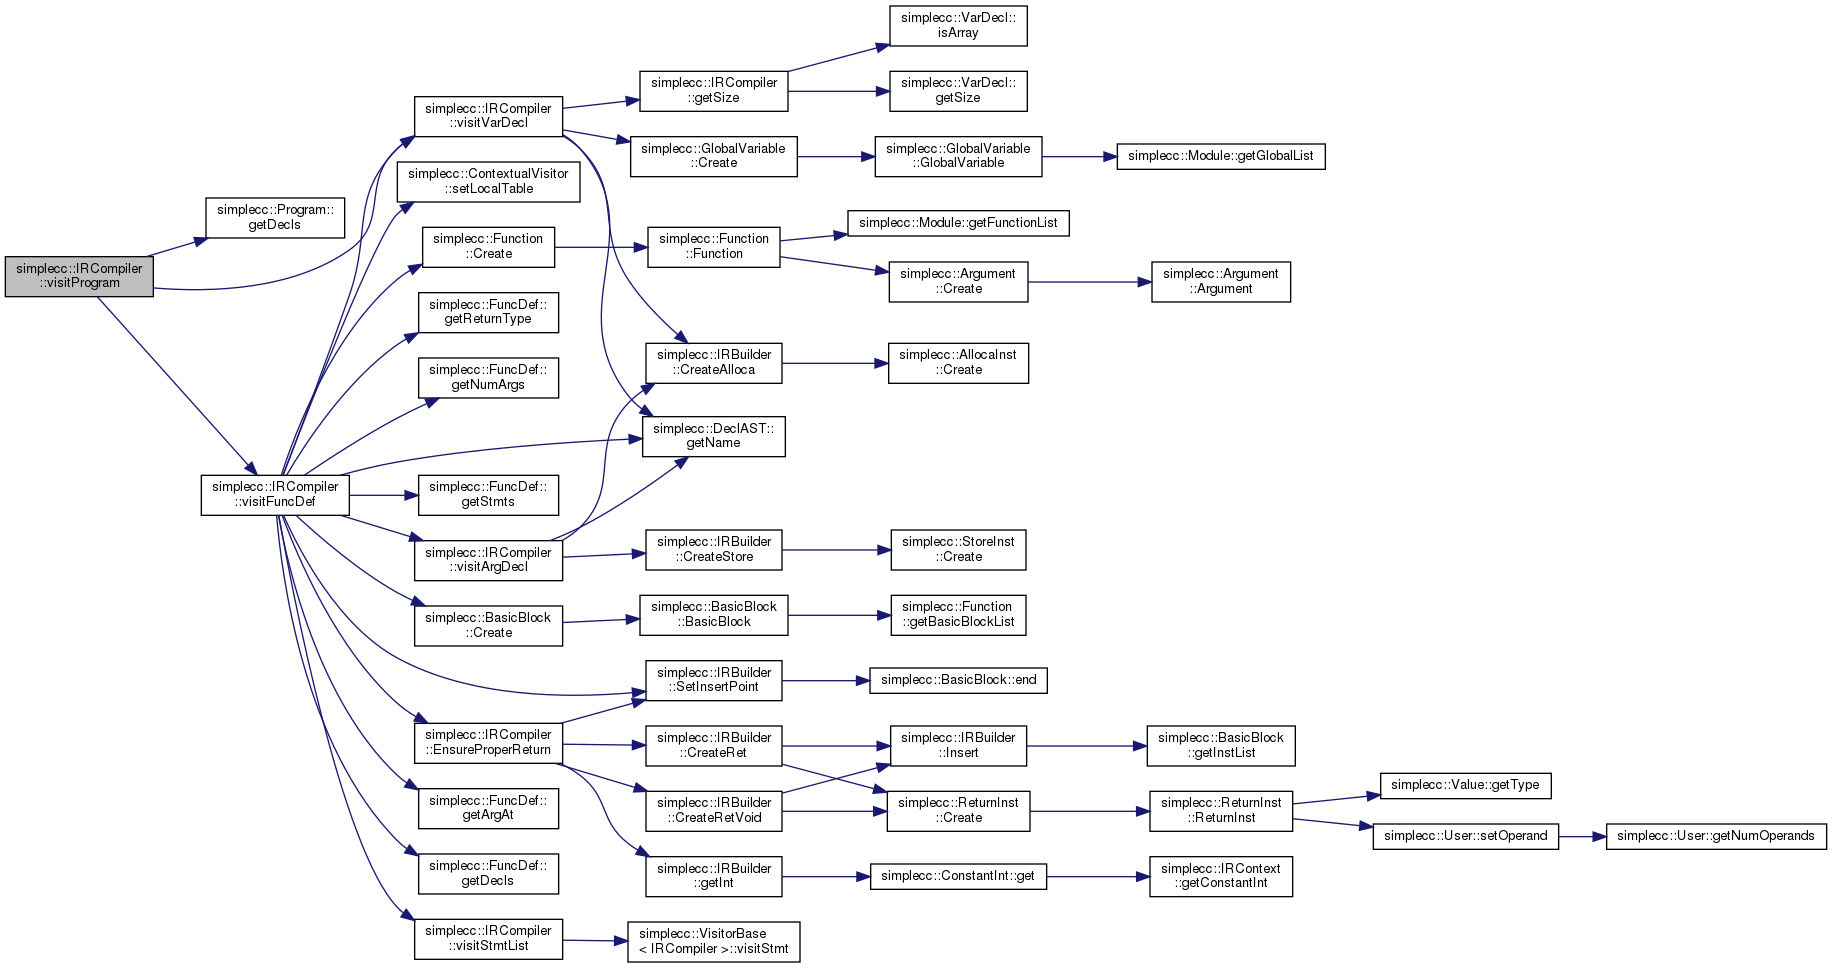 simplecc::IRCompiler
::visitProgram
simplecc::Program::
getDecls
simplecc::IRCompiler
::visitFuncDef
simplecc::IRCompiler
::visitVarDecl
simplecc::ContextualVisitor
::setLocalTable
simplecc::Function
::Create
simplecc::FuncDef::
getReturnType
simplecc::FuncDef::
getNumArgs
simplecc::FuncDef::
getStmts
simplecc::IRCompiler
::visitArgDecl
simplecc::BasicBlock
::Create
simplecc::IRCompiler
::EnsureProperReturn
simplecc::FuncDef::
getArgAt
simplecc::FuncDef::
getDecls
simplecc::IRCompiler
::visitStmtList
simplecc::IRCompiler
::getSize
simplecc::GlobalVariable
::Create
simplecc::Function
::Function
simplecc::IRBuilder
::CreateAlloca
simplecc::DeclAST::
getName
simplecc::IRBuilder
::CreateStore
simplecc::BasicBlock
::BasicBlock
simplecc::IRBuilder
::SetInsertPoint
simplecc::IRBuilder
::CreateRet
simplecc::IRBuilder
::CreateRetVoid
simplecc::IRBuilder
::getInt
simplecc::VisitorBase
< IRCompiler >::visitStmt
simplecc::VarDecl::
isArray
simplecc::VarDecl::
getSize
simplecc::GlobalVariable
::GlobalVariable
simplecc::Module::getFunctionList
simplecc::Argument
::Create
simplecc::AllocaInst
::Create
simplecc::StoreInst
::Create
simplecc::Function
::getBasicBlockList
simplecc::BasicBlock::end
simplecc::IRBuilder
::Insert
simplecc::ReturnInst
::Create
simplecc::ConstantInt::get
simplecc::Module::getGlobalList
simplecc::Argument
::Argument
simplecc::BasicBlock
::getInstList
simplecc::ReturnInst
::ReturnInst
simplecc::IRContext
::getConstantInt
simplecc::Value::getType
simplecc::User::setOperand
simplecc::User::getNumOperands